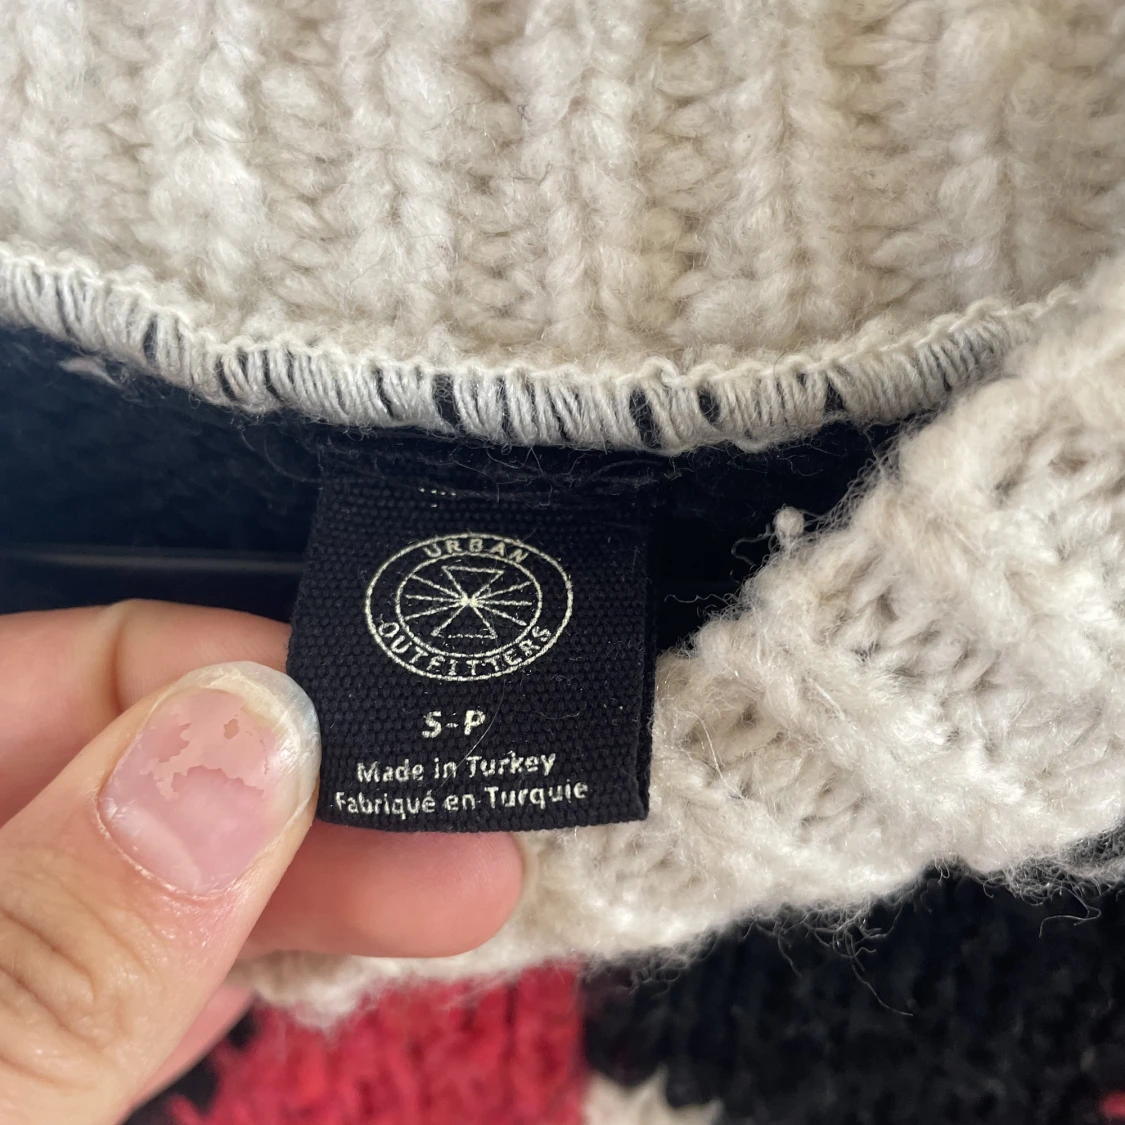 URBAN
OUTFITTERS
S-P
Made in Turkey
Fabriqué en Turquie